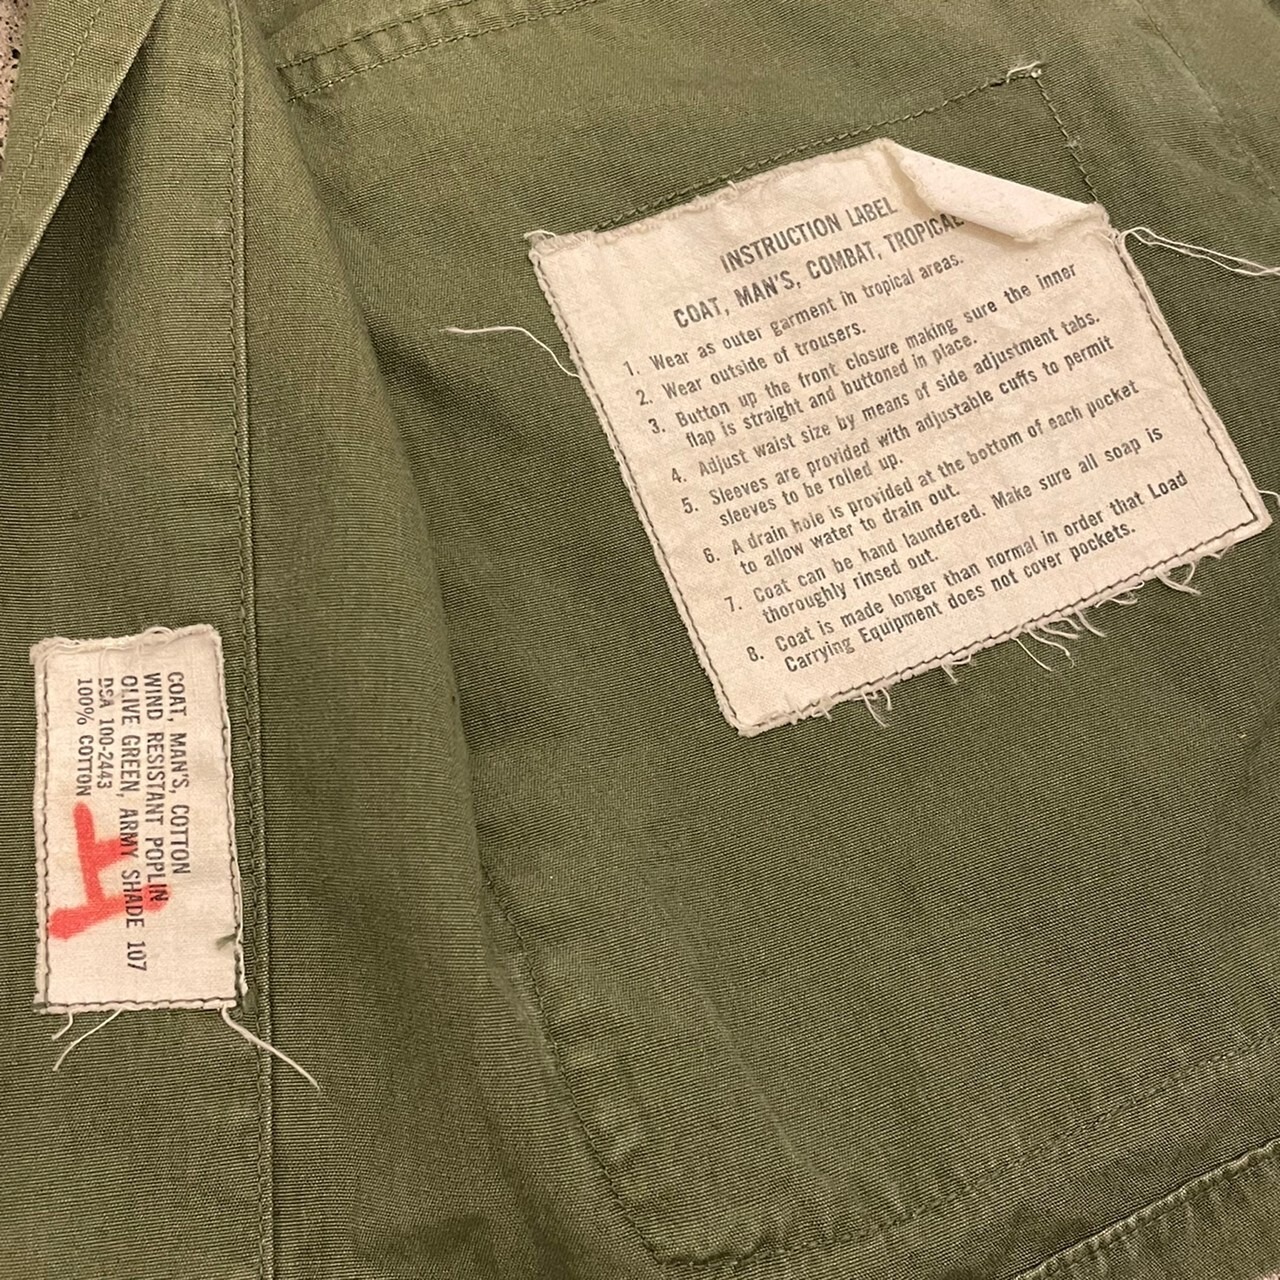 INSTRUCTION LABEL
COAT, MAN'S, COMBAT, TROPICAL
1. Wear as outer garment in tropical areas.
2. Wear outside of trousers.
3. Button up the front closure making sure the inner
flap is straight and buttoned in place.
4. Adjust waist size by means of side adjustment tabs.
5. Sleeves are provided with adjustable cuffs to permit
sleeves to be rolled up.
6. A drain hole is provided at the bottom of each pocket
to allow water to drain out.
7. Coat can be hand laundered. Make sure all soap is
thoroughly rinsed out.
8. Coat is made longer than normal in order that Load
Carrying Equipment does not cover pockets.
COAT, MAN'S, COTTON
WIND RESISTANT POPLIN
OLIVE GREEN, ARMY SHADE 107
DSA 100-2443
100% COTTON